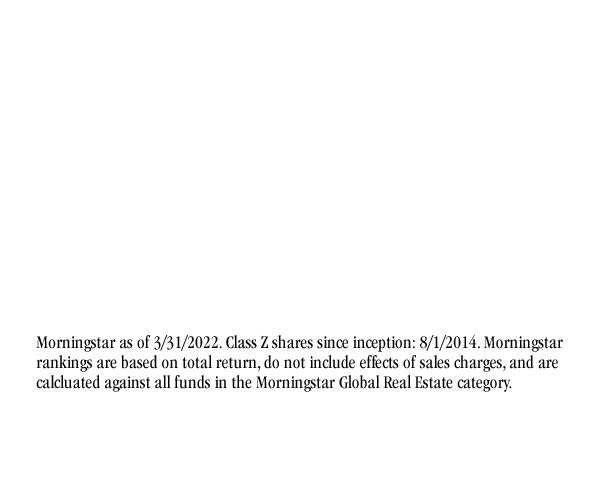 Morningstar as of 3/31/2022. Class Z shares since inception: 8/1/2014. Morningstar
rankings are based on total return, do not include effects of sales charges, and are
calcluated against all funds in the Morningstar Global Real Estate category.